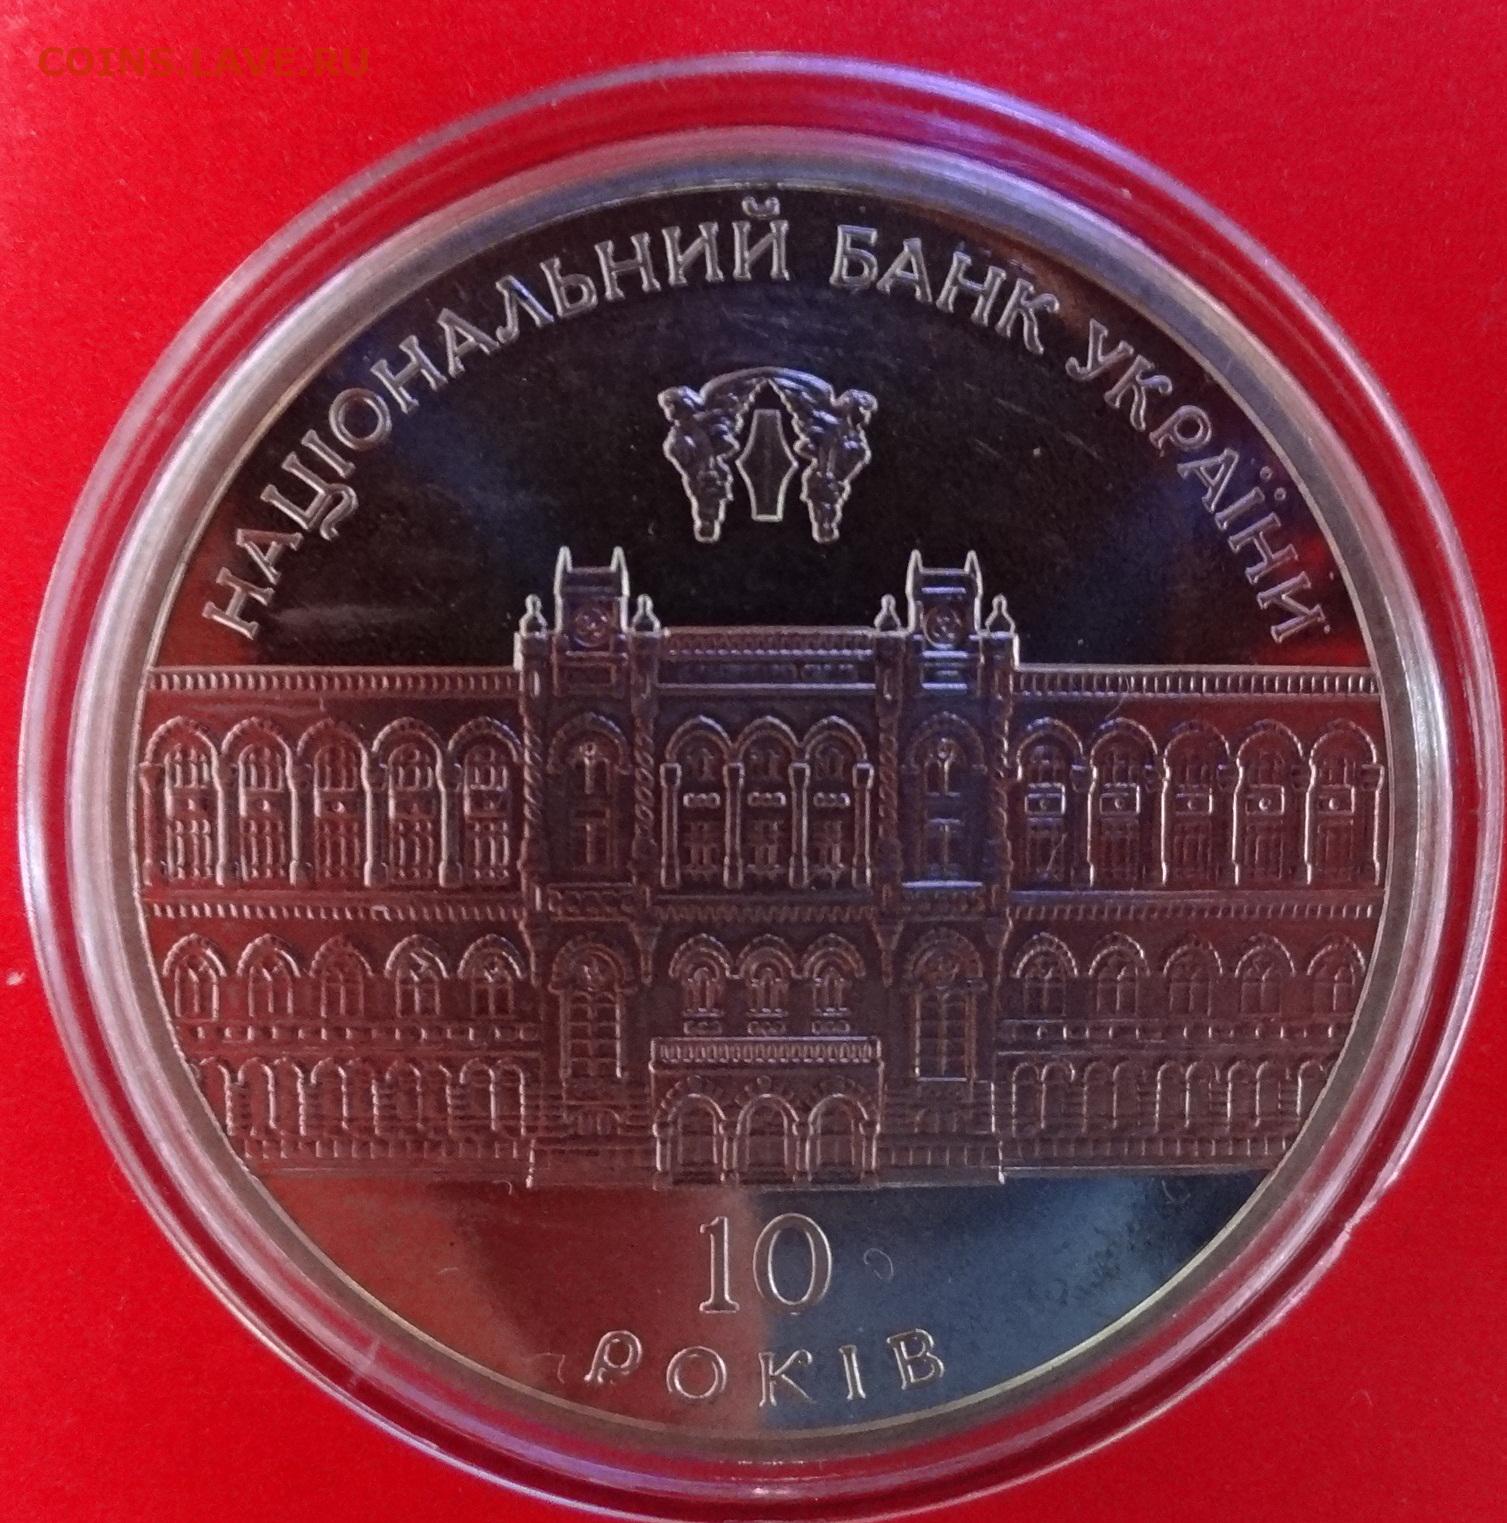 COINS.LAVE.RU
НАЦІОНАЛЬНИЙ БАНК УКРАЇНИ
10
РОКІВ